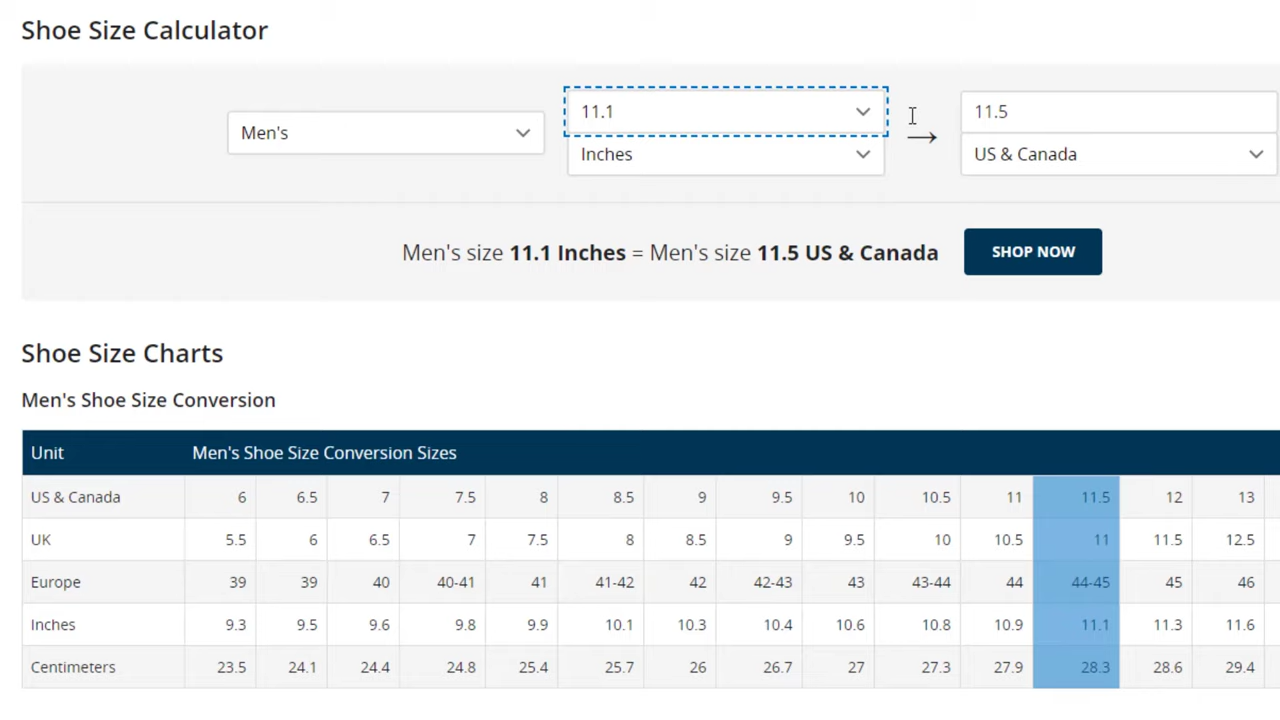 Shoe Size Calculator
Men's
11.1
Inches
11.5
US & Canada
Men's size 11.1 Inches = Men's size 11.5 US & Canada
SHOP NOW
Shoe Size Charts
Men's Shoe Size Conversion
Unit Men's Shoe Size Conversion Sizes
US & Canada 6 6.5 7 7.5 8 8.5 9 9.5 10 10.5 11 11.5 12 13
UK 5.5 6 6.5 7 7.5 8 8.5 9 9.5 10 10.5 11 11.5 12.5
Europe 39 39 40 40-41 41 41-42 42 42-43 43 43-44 44 44-45 45 46
Inches 9.3 9.5 9.6 9.8 9.9 10.1 10.3 10.4 10.6 10.8 10.9 11.1 11.3 11.6
Centimeters 23.5 24.1 24.4 24.8 25.4 25.7 26 26.7 27 27.3 27.9 28.3 28.6 29.4